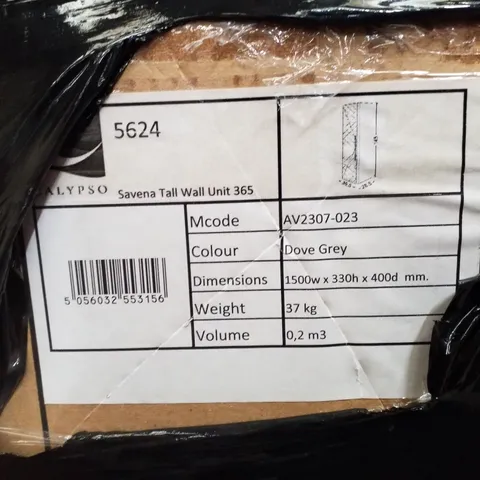 5624
ALYPSO
Savena Tall Wall Unit 365
Mcode AV2307-023
Colour Dove Grey
Dimensions 1500w x 330h x 400d mm.
Weight 37 kg
Volume 0,2 m3
5 056032 553156